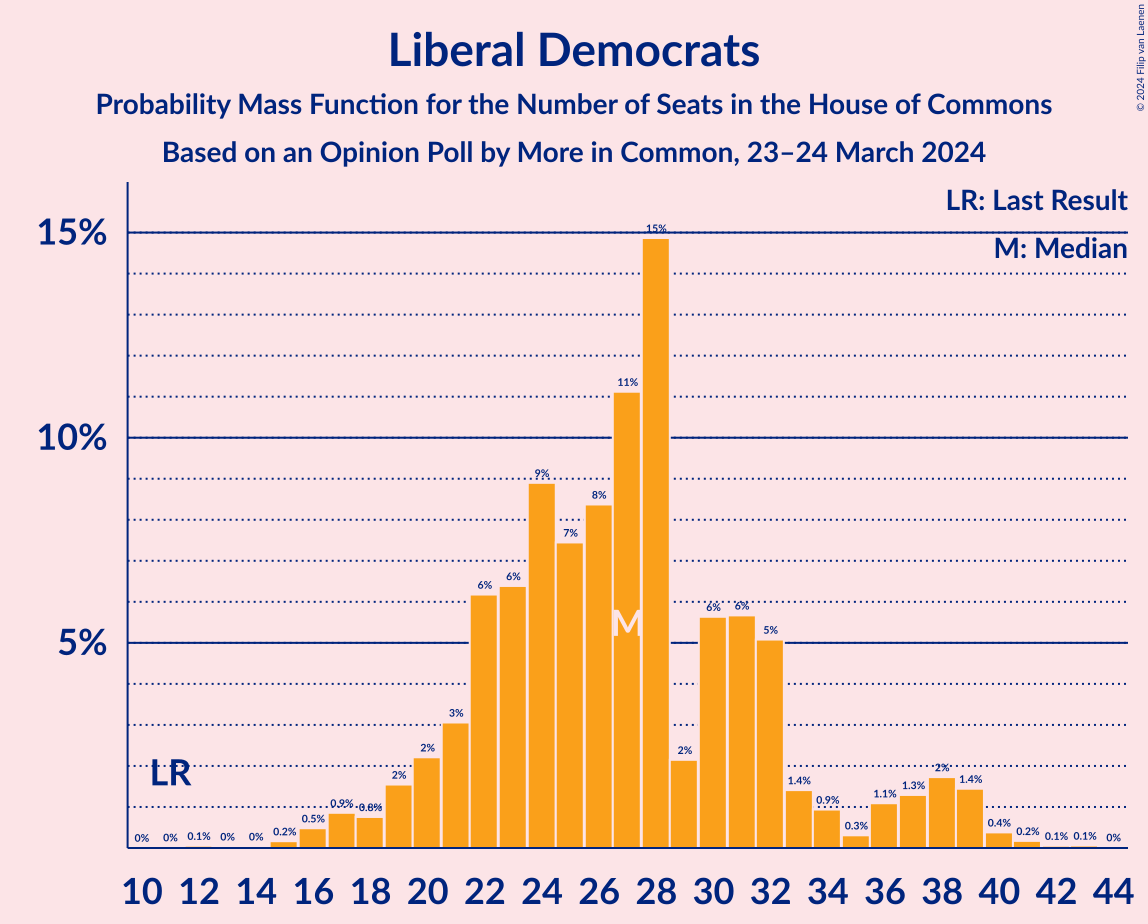 Liberal Democrats
Probability Mass Function for the Number of Seats in the House of Commons
Based on an Opinion Poll by More in Common, 23–24 March 2024
© 2024 Filip van Laenen
LR: Last Result
M: Median
15%
10%
5%
0% 0% 0.1% 0% 0% 0.2% 0.5% 0.9% 0.8% 2% 2% 3% 6% 6% 9% 7% 8% 11% 15% 2% 6% 6% 5% 1.4% 0.9% 0.3% 1.1% 1.3% 2% 1.4% 0.4% 0.2% 0.1% 0.1% 0%
LR
M
10 12 14 16 18 20 22 24 26 28 30 32 34 36 38 40 42 44